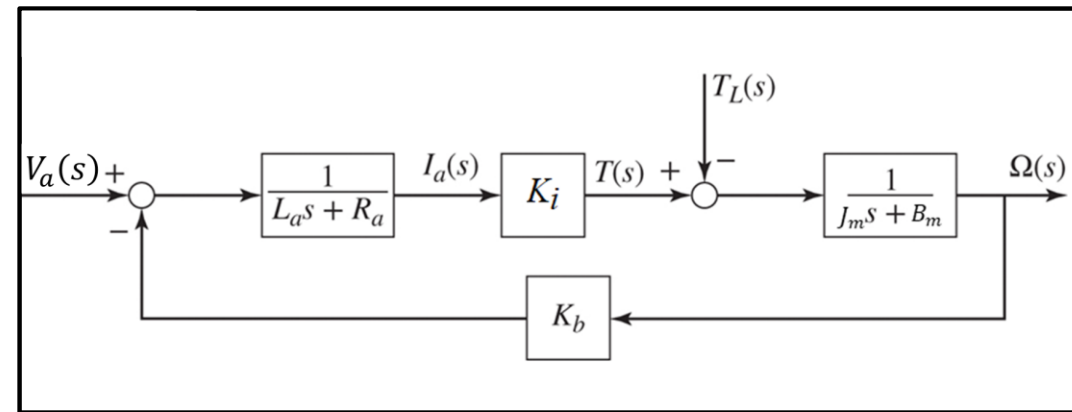 T_L(s)
V_a(s) + − 1/(L_a s + R_a) I_a(s) K_i T(s) + − 1/(J_m s + B_m) Ω(s)
K_b